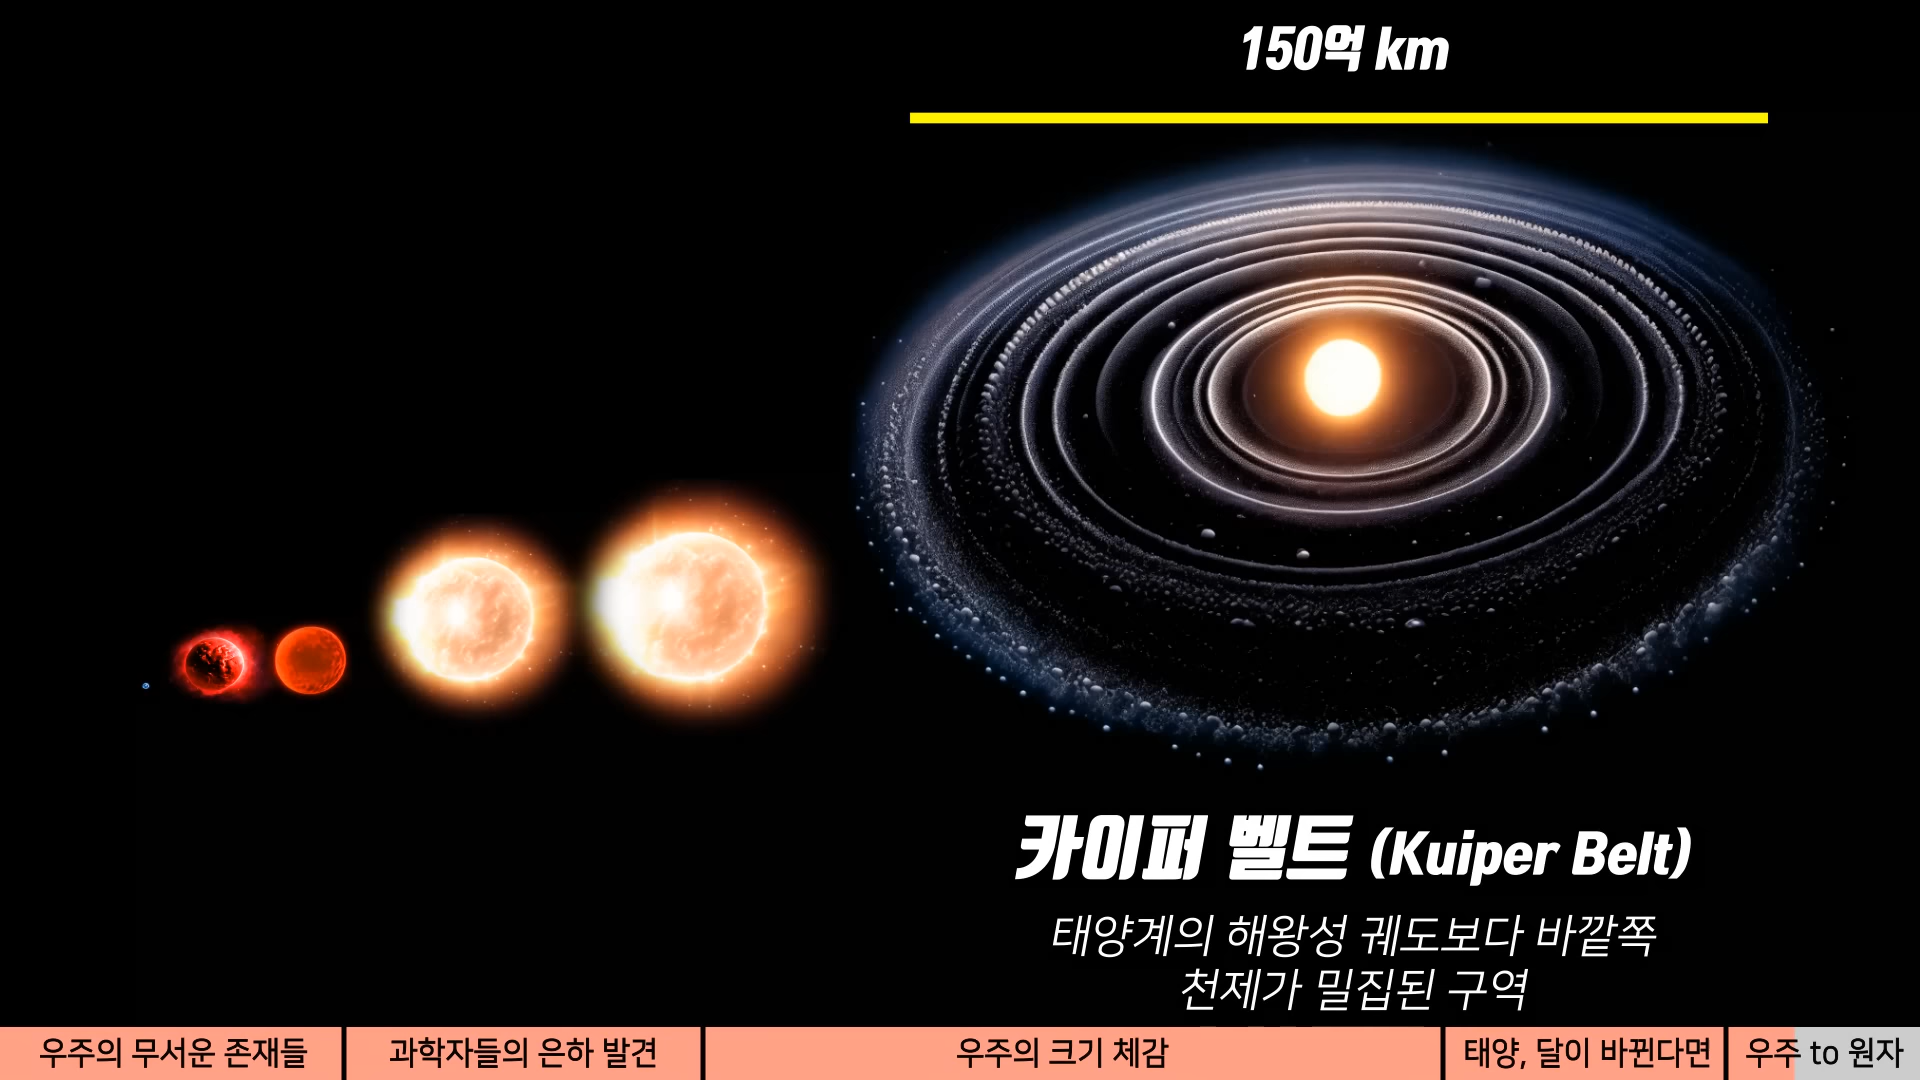 150억 km
카이퍼 벨트 (Kuiper Belt)
태양계의 해왕성 궤도보다 바깥쪽
천제가 밀집된 구역
우주의 무서운 존재들
과학자들의 은하 발견
우주의 크기 체감
태양, 달이 바뀐다면
우주 to 원자